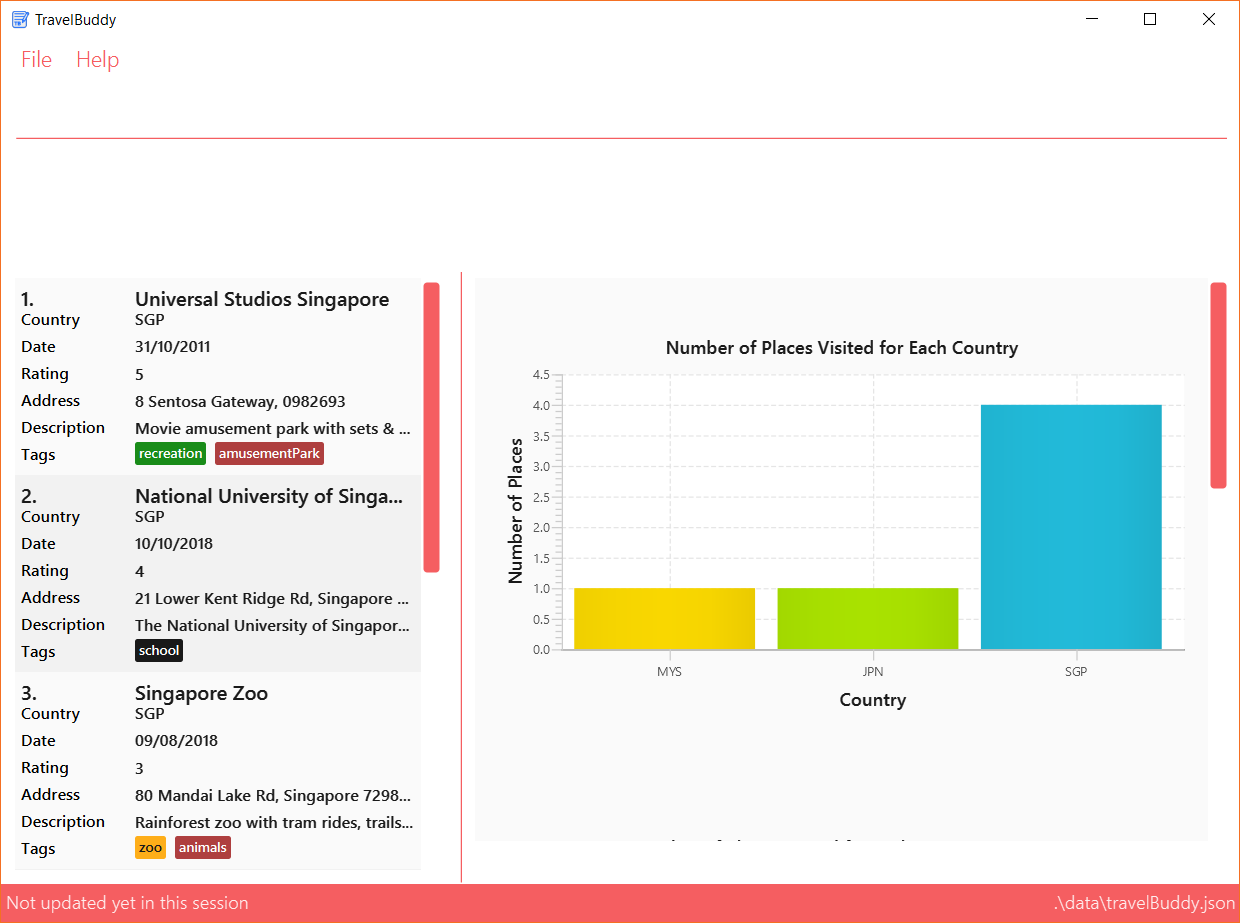 TravelBuddy
File Help
1. Universal Studios Singapore
Country SGP
Date 31/10/2011
Rating 5
Address 8 Sentosa Gateway, 0982693
Description Movie amusement park with sets & ...
Tags recreation amusementPark
2. National University of Singa...
Country SGP
Date 10/10/2018
Rating 4
Address 21 Lower Kent Ridge Rd, Singapore ...
Description The National University of Singapor...
Tags school
3. Singapore Zoo
Country SGP
Date 09/08/2018
Rating 3
Address 80 Mandai Lake Rd, Singapore 7298...
Description Rainforest zoo with tram rides, trails...
Tags zoo animals
Number of Places Visited for Each Country
Number of Places
4.5
4.0
3.5
3.0
2.5
2.0
1.5
1.0
0.5
0.0
MYS JPN SGP
Country
Not updated yet in this session .\data\travelBuddy.json